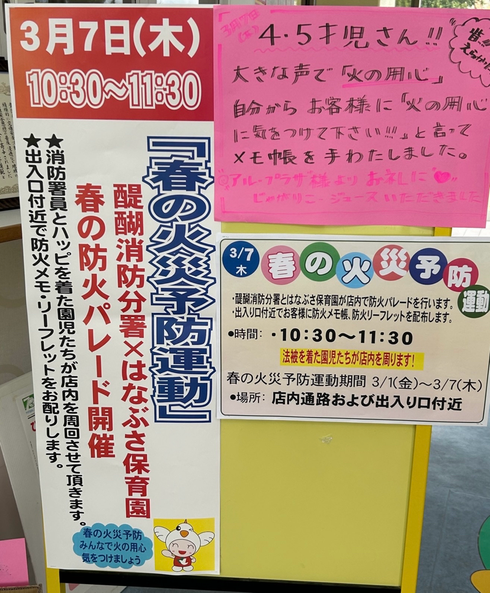 3月7日(木)
10:30〜11:30
「春の火災予防運動」
醍醐消防分署×はなぶさ保育園
春の防火パレード開催
★消防署員とハッピを着た園児たちが店内を周回させて頂きます。
★出入口付近で防火メモ・リーフレットをお配りします。
春の火災予防
みんなで火の用心
気をつけましょう
3月7日
(木)
4・5才児さん!!
大きな声で「火の用心」
自分から お客様に「火の用心
に気をつけて下さい!!!」と言って
メモ帳を手わたしました。
アル・プラザ様より お礼に
じゃがりこ・ジュース いただきました
3/7
木
春の火災予防
運動
・醍醐消防分署とはなぶさ保育園が店内で防火パレードを行います。
・出入り口付近でお客様に防火メモ帳、防火リーフレットを配布します。
●時間: ・10:30〜11:30
法被を着た園児たちが店内を周ります!
春の火災予防運動期間 3/1(金)〜3/7(木)
●場所: 店内通路および出入り口付近